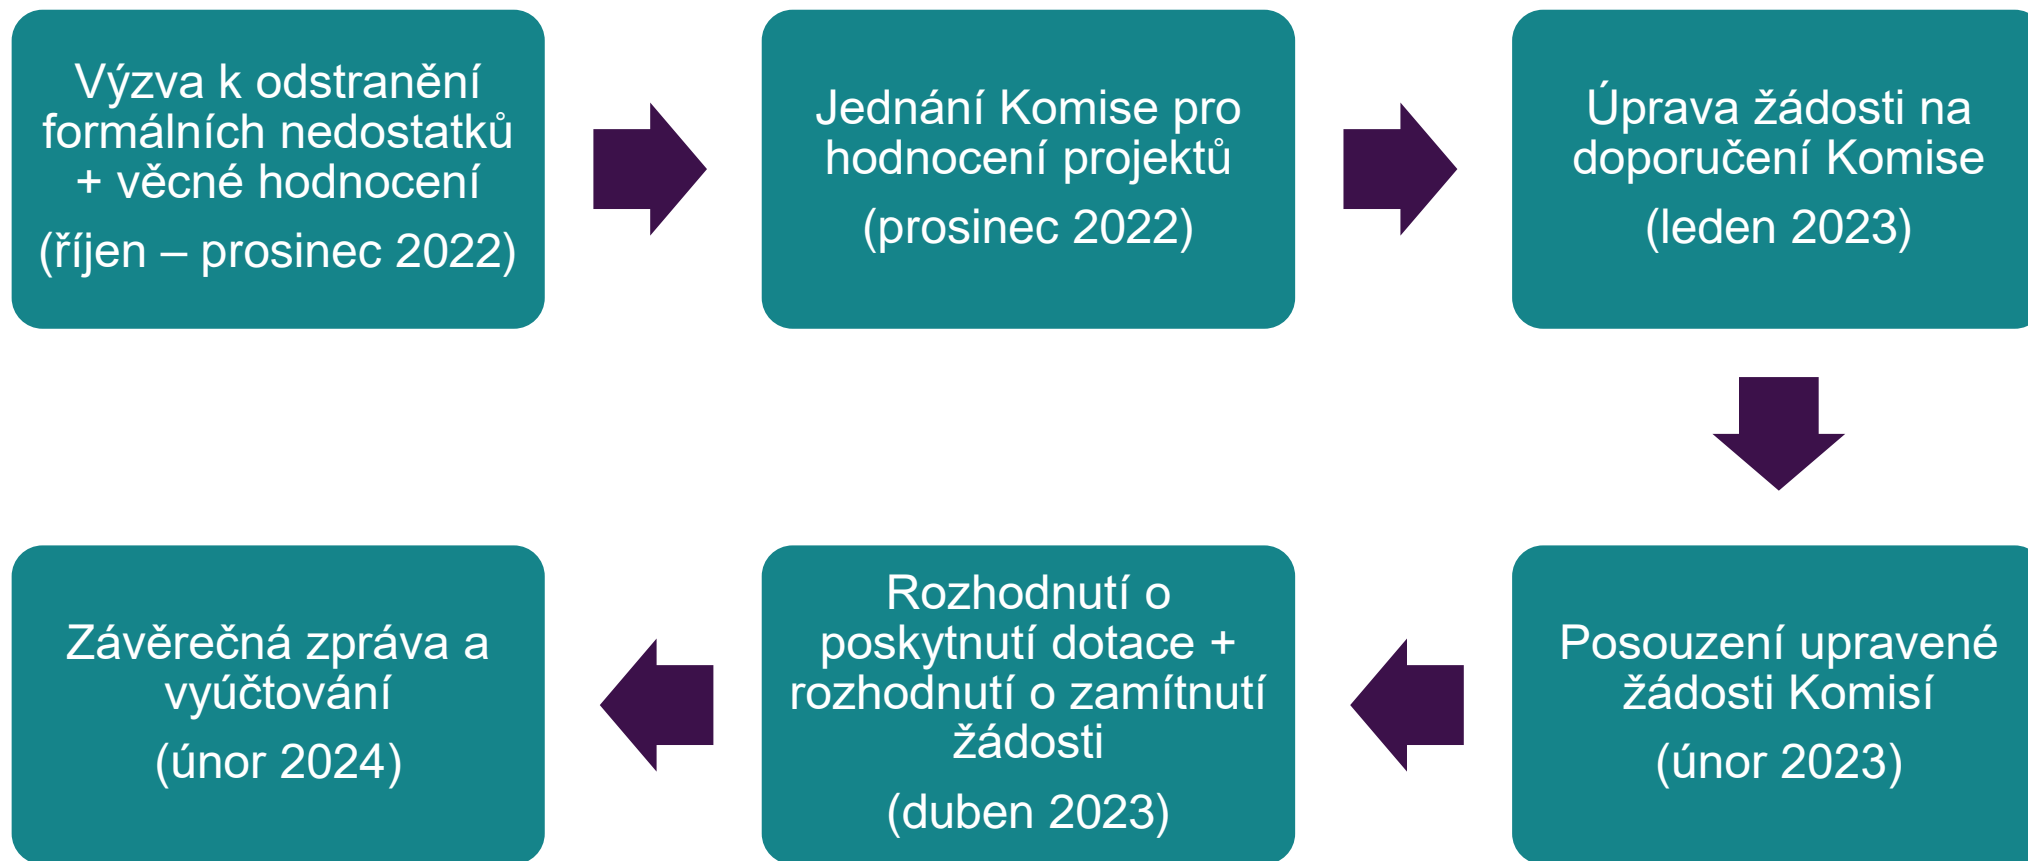 Výzva k odstranění
formálních nedostatků
+ věcné hodnocení
(říjen – prosinec 2022)
Jednání Komise pro
hodnocení projektů
(prosinec 2022)
Úprava žádosti na
doporučení Komise
(leden 2023)
Posouzení upravené
žádosti Komisí
(únor 2023)
Rozhodnutí o
poskytnutí dotace +
rozhodnutí o zamítnutí
žádosti
(duben 2023)
Závěrečná zpráva a
vyúčtování
(únor 2024)